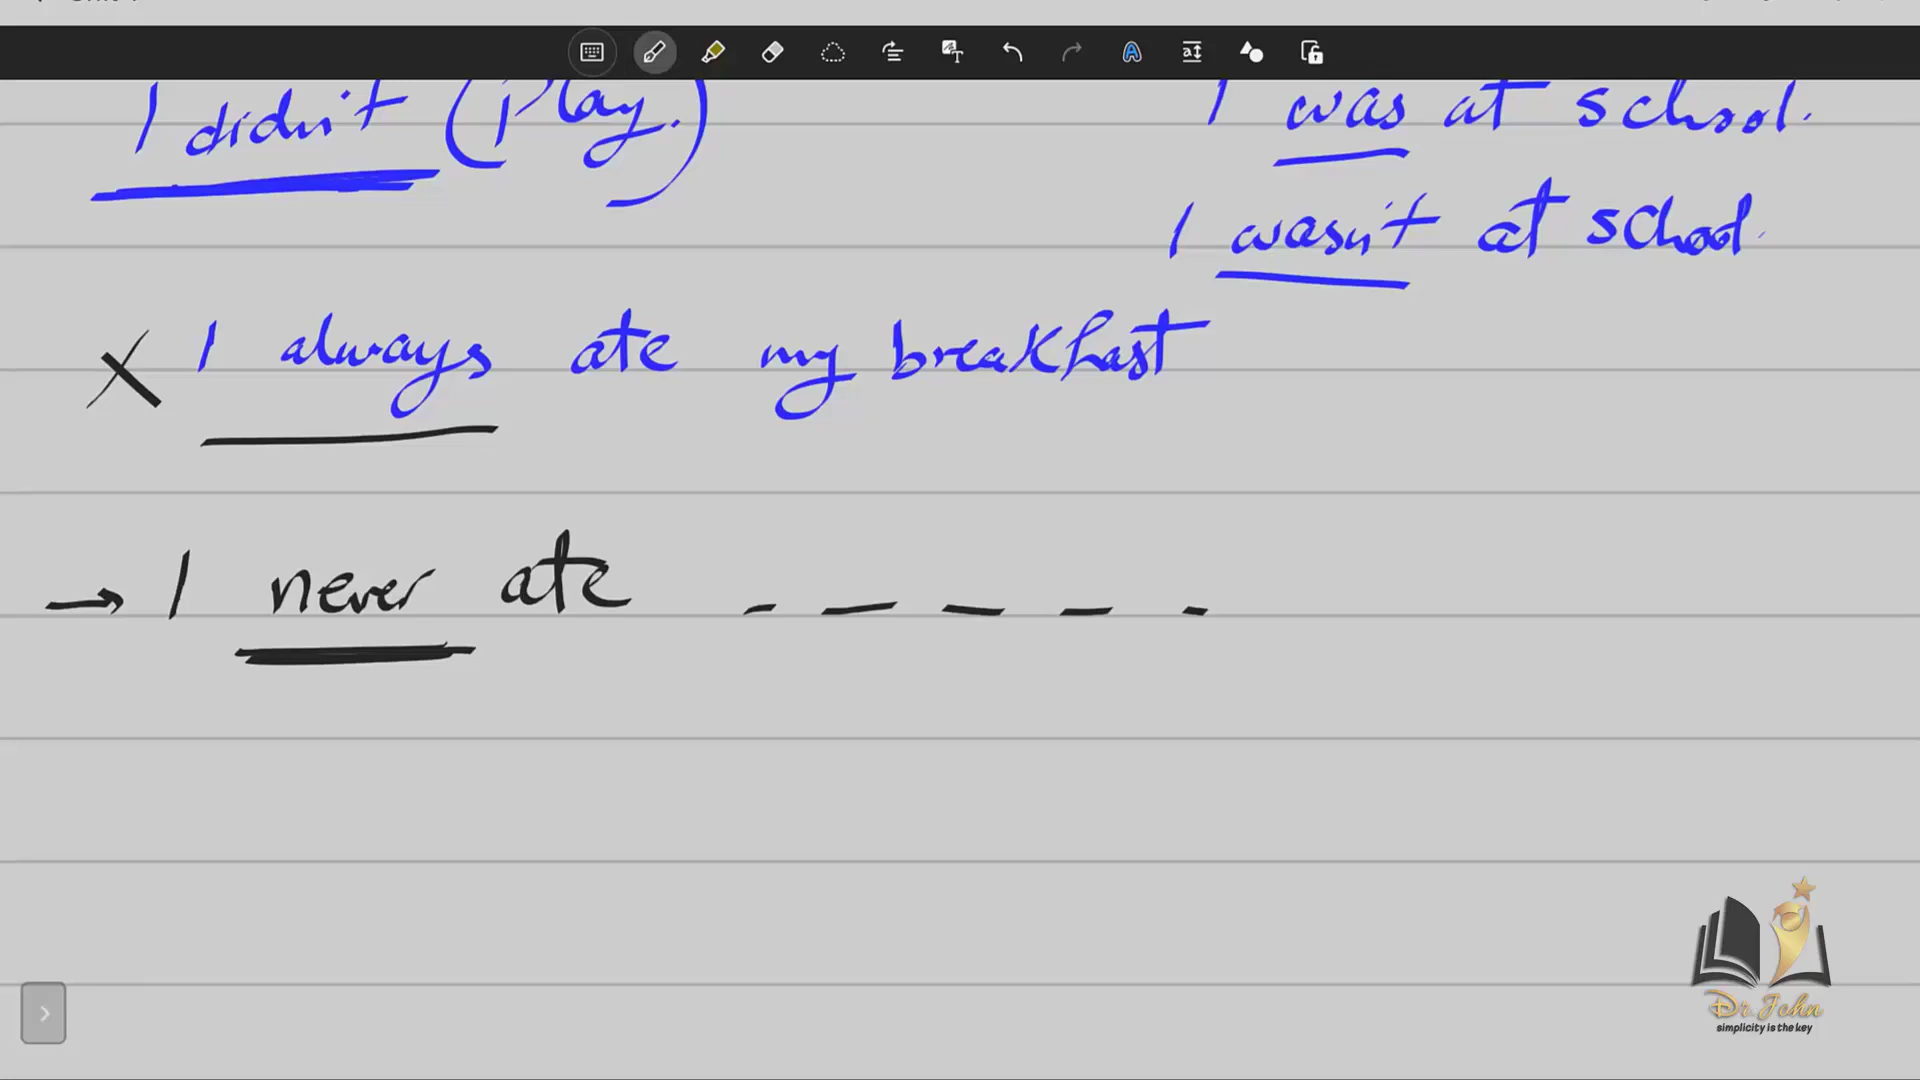 I didn't (Play.)
I was at school.
I wasn't at school.
X I always ate my breakfast
→ I never ate - - - - -
Dr. John
simplicity is the key